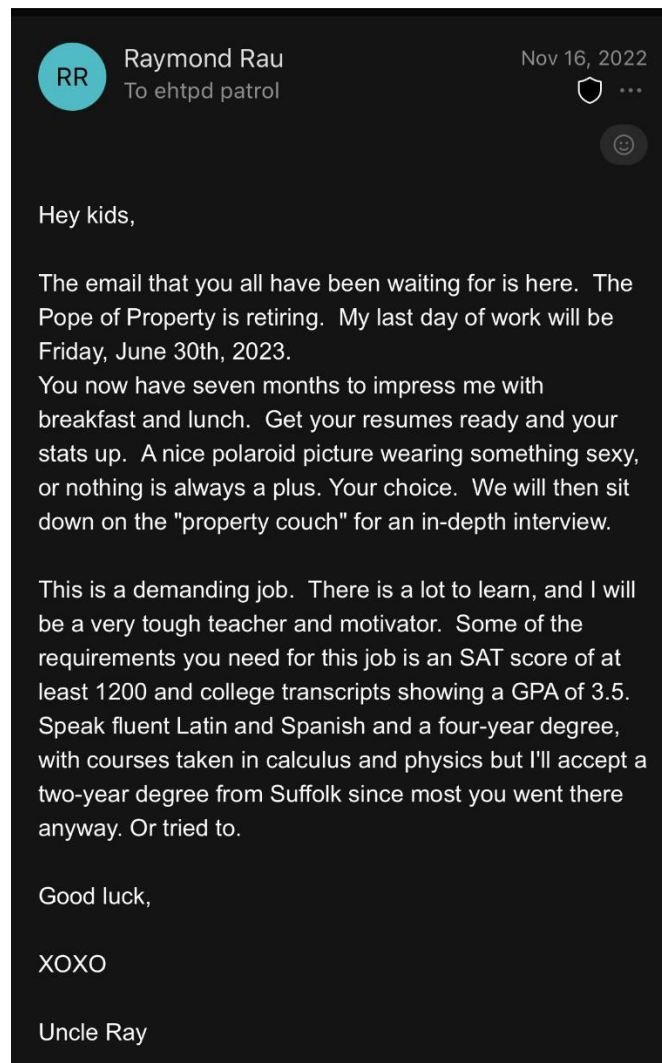 RR
Raymond Rau
Nov 16, 2022
To ehtpd patrol
Hey kids,
The email that you all have been waiting for is here.  The
Pope of Property is retiring.  My last day of work will be
Friday, June 30th, 2023.
You now have seven months to impress me with
breakfast and lunch.  Get your resumes ready and your
stats up.  A nice polaroid picture wearing something sexy,
or nothing is always a plus. Your choice.  We will then sit
down on the "property couch" for an in-depth interview.
This is a demanding job.  There is a lot to learn, and I will
be a very tough teacher and motivator.  Some of the
requirements you need for this job is an SAT score of at
least 1200 and college transcripts showing a GPA of 3.5.
Speak fluent Latin and Spanish and a four-year degree,
with courses taken in calculus and physics but I'll accept a
two-year degree from Suffolk since most you went there
anyway. Or tried to.
Good luck,
XOXO
Uncle Ray